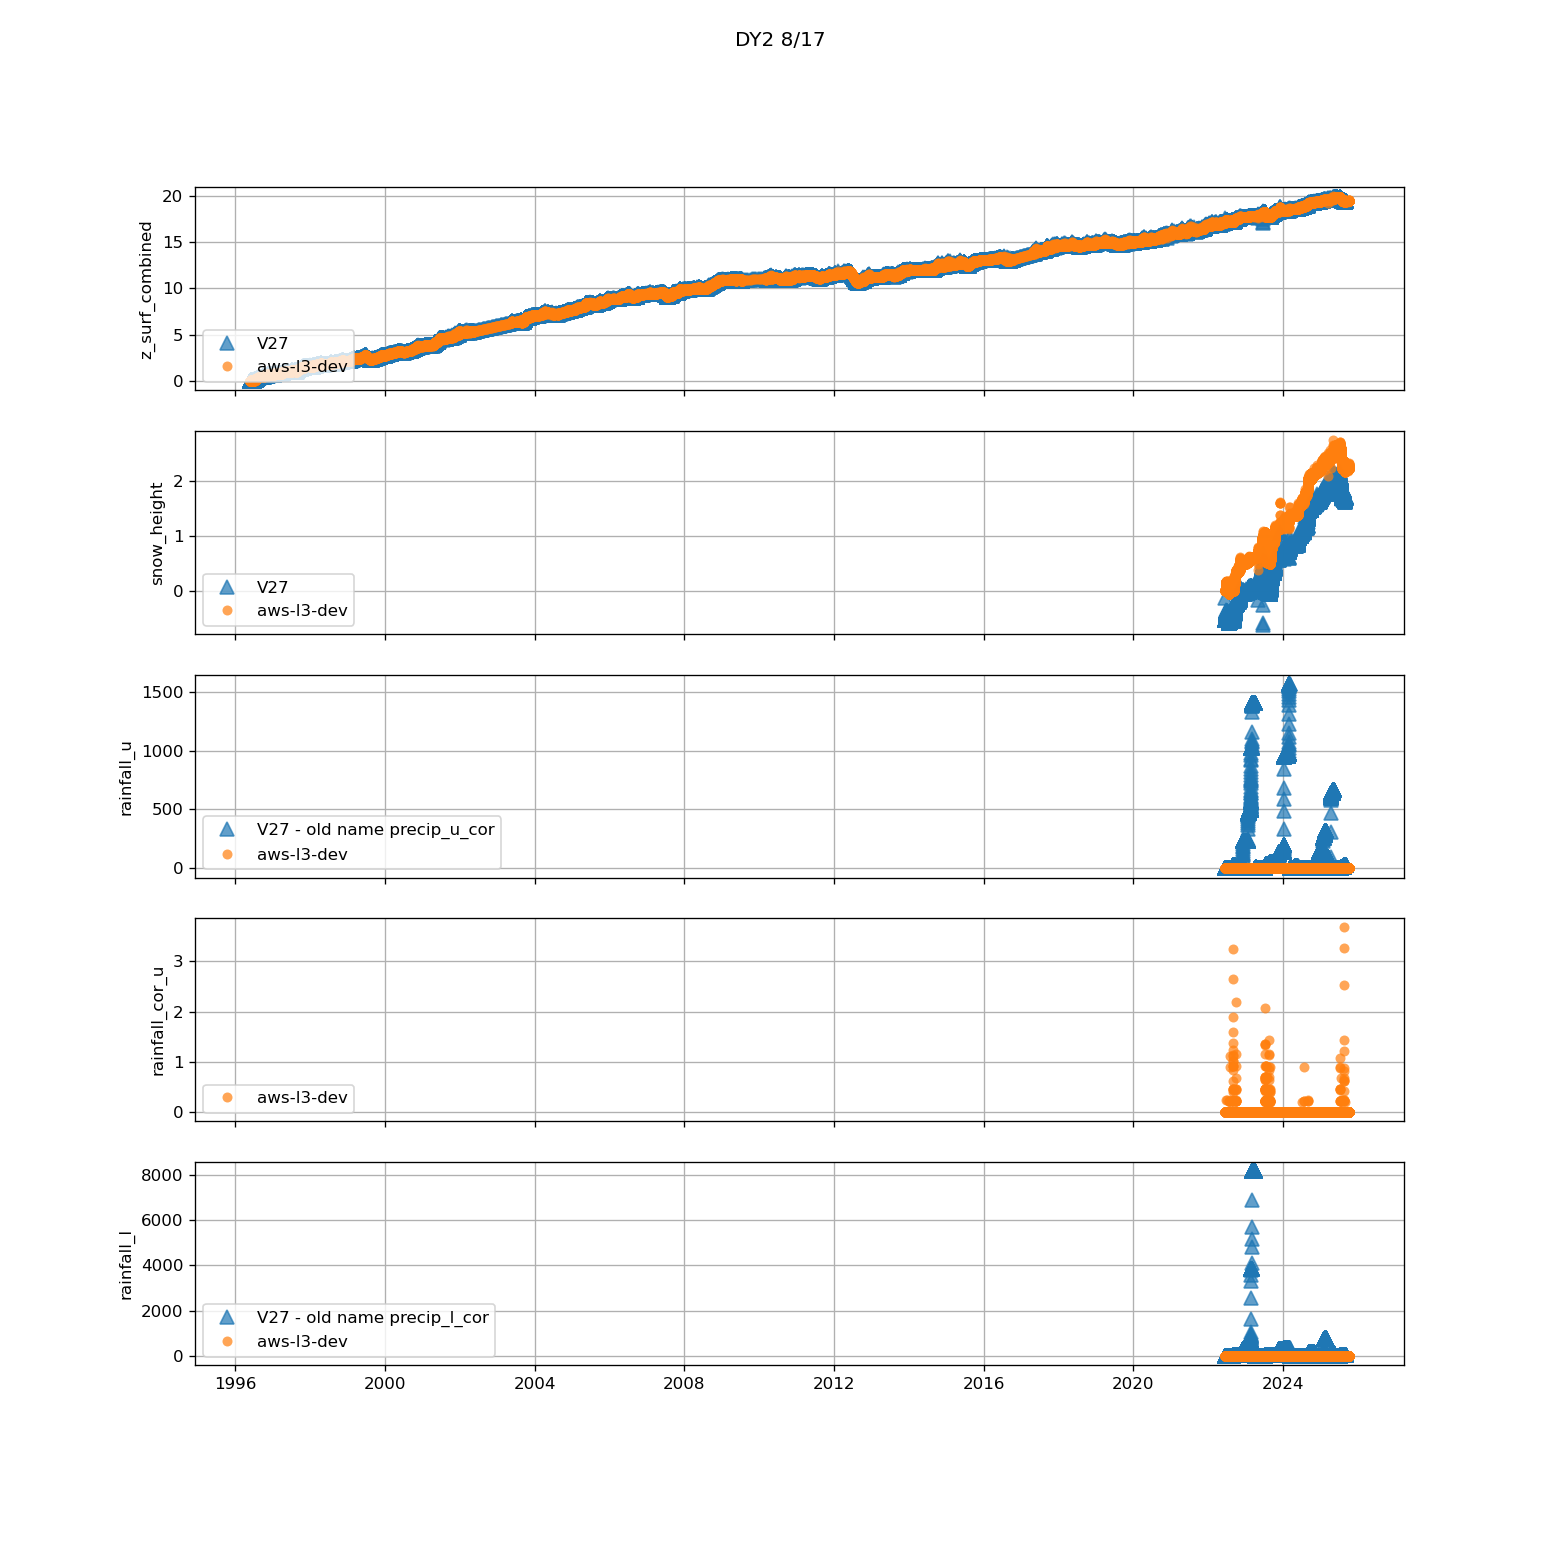 DY2 8/17
z_surf_combined
20
15
10
5
0
V27
aws-l3-dev
snow_height
2
1
0
V27
aws-l3-dev
rainfall_u
1500
1000
500
0
V27 - old name precip_u_cor
aws-l3-dev
rainfall_cor_u
3
2
1
0
aws-l3-dev
rainfall_l
8000
6000
4000
2000
0
V27 - old name precip_l_cor
aws-l3-dev
1996 2000 2004 2008 2012 2016 2020 2024